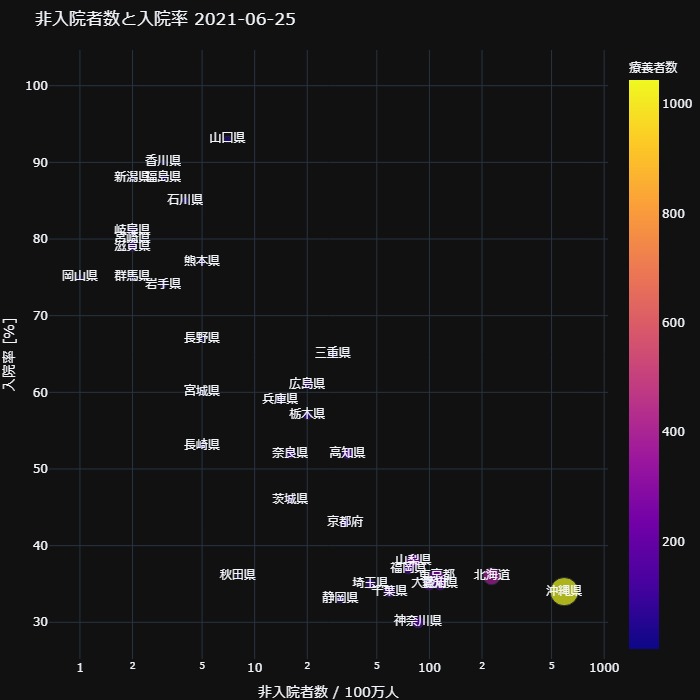 非入院者数と入院率 2021-06-25
療養者数
100
90
80
70
60
50
40
30
入院率 [%]
山口県
香川県
新潟県
福島県
石川県
岐阜県
滋賀県
熊本県
岡山県
群馬県
岩手県
長野県
三重県
広島県
宮城県
兵庫県
栃木県
長崎県
奈良県
高知県
茨城県
京都府
山梨県
福岡県
東京都
秋田県
北海道
埼玉県
千葉県
沖縄県
静岡県
神奈川県
1
2
5
10
2
5
100
2
5
1000
非入院者数 / 100万人
1000
800
600
400
200